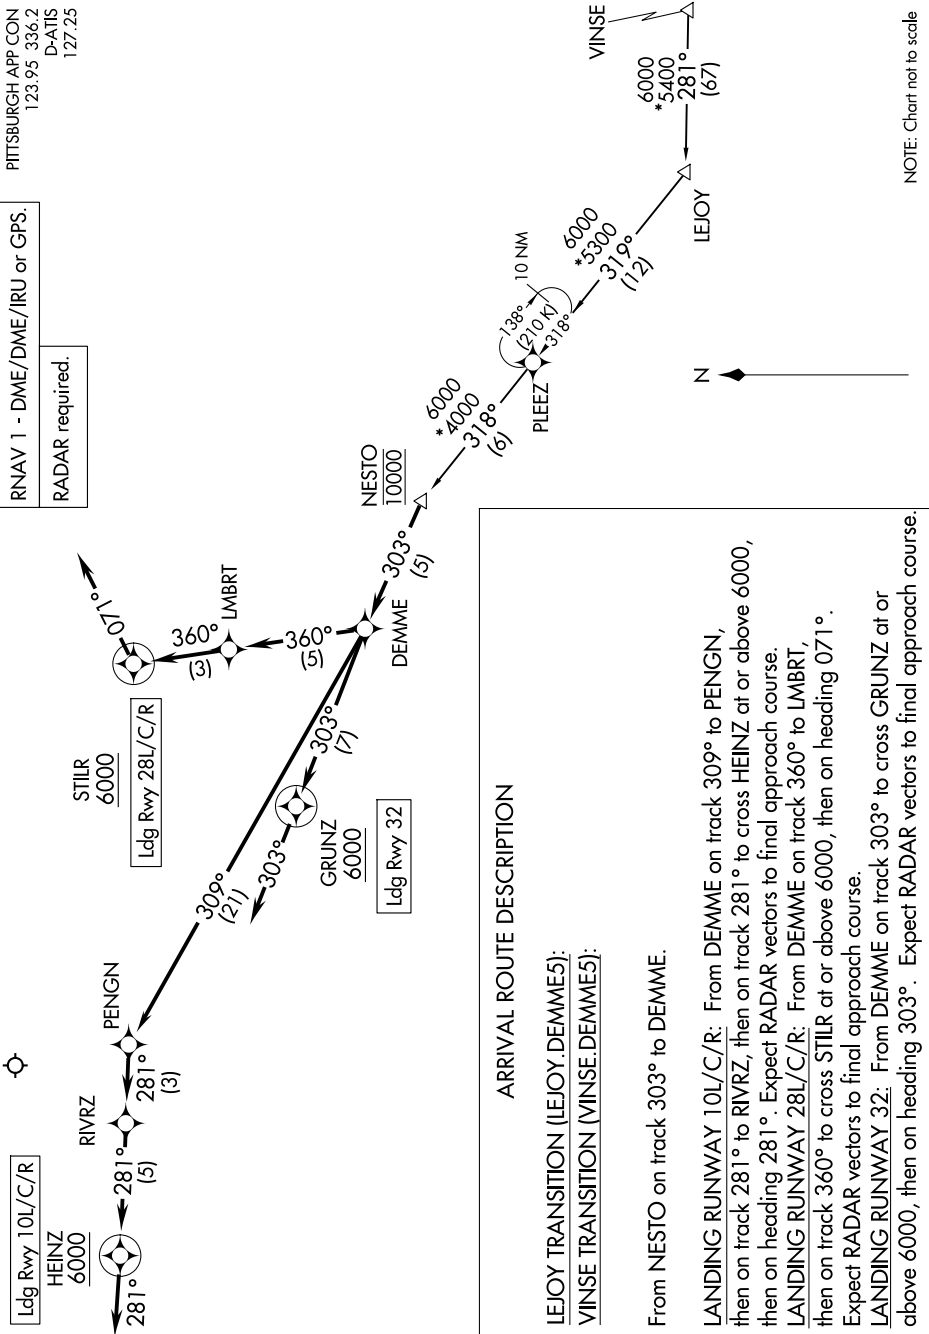 PITTSBURGH APP CON
123.95 336.2
D-ATIS
127.25
RNAV 1 - DME/DME/IRU or GPS.
RADAR required.
Ldg Rwy 10L/C/R
HEINZ
6000
281°
281°
(5)
RIVRZ
281°
(3)
PENGN
309°
(21)
STILR
6000
Ldg Rwy 28L/C/R
071°
360°
(3)
LMBRT
360°
(5)
303°
GRUNZ
6000
Ldg Rwy 32
303°
(7)
DEMME
303°
(5)
NESTO
10000
6000
*4000
318°
(6)
PLEEZ
138°
(210 K)
318°
10 NM
6000
*5300
319°
(12)
LEJOY
6000
*5400
281°
(67)
VINSE
N
NOTE: Chart not to scale
ARRIVAL ROUTE DESCRIPTION
LEJOY TRANSITION (LEJOY.DEMME5):
VINSE TRANSITION (VINSE.DEMME5):
From NESTO on track 303° to DEMME.
LANDING RUNWAY 10L/C/R: From DEMME on track 309° to PENGN,
then on track 281° to RIVRZ, then on track 281° to cross HEINZ at or above 6000,
then on heading 281°. Expect RADAR vectors to final approach course.
LANDING RUNWAY 28L/C/R: From DEMME on track 360° to LMBRT,
then on track 360° to cross STILR at or above 6000, then on heading 071°.
Expect RADAR vectors to final approach course.
LANDING RUNWAY 32: From DEMME on track 303° to cross GRUNZ at or
above 6000, then on heading 303°. Expect RADAR vectors to final approach course.